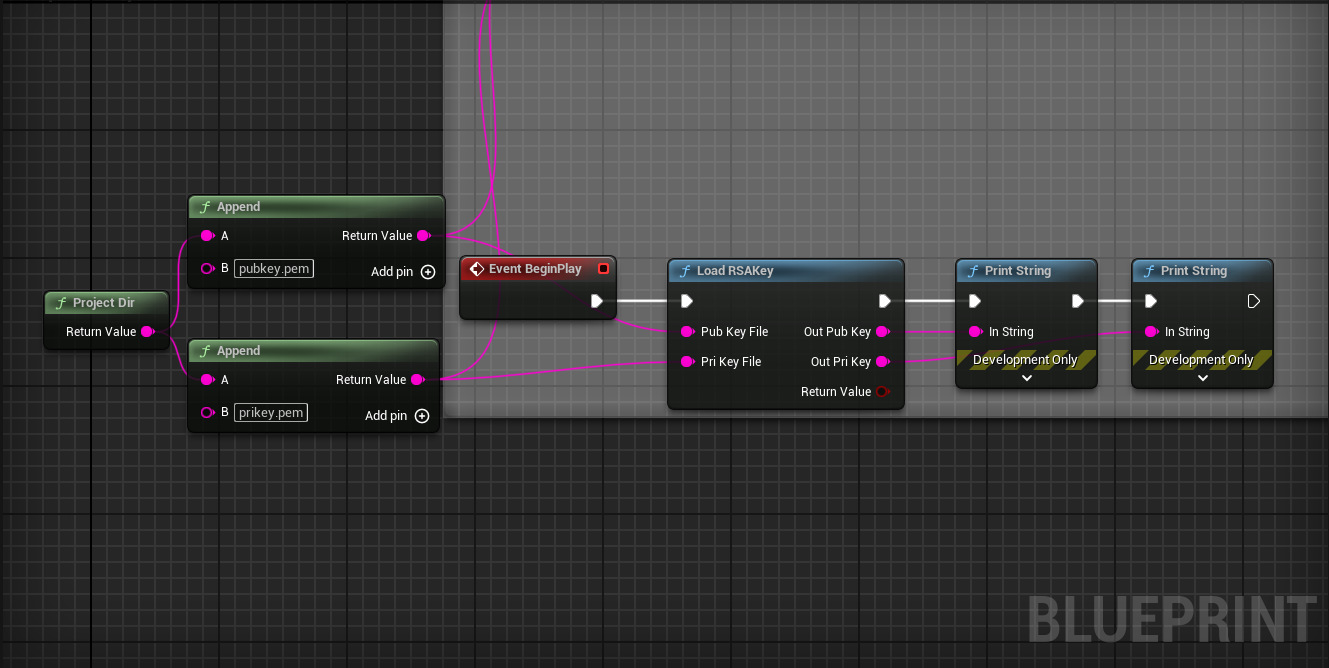 Append
A
Return Value
B pubkey.pem
Add pin
Project Dir
Return Value
Append
A
Return Value
B prikey.pem
Add pin
Event BeginPlay
Load RSAKey
Pub Key File
Out Pub Key
Pri Key File
Out Pri Key
Return Value
Print String
In String
Development Only
Print String
In String
Development Only
BLUEPRINT